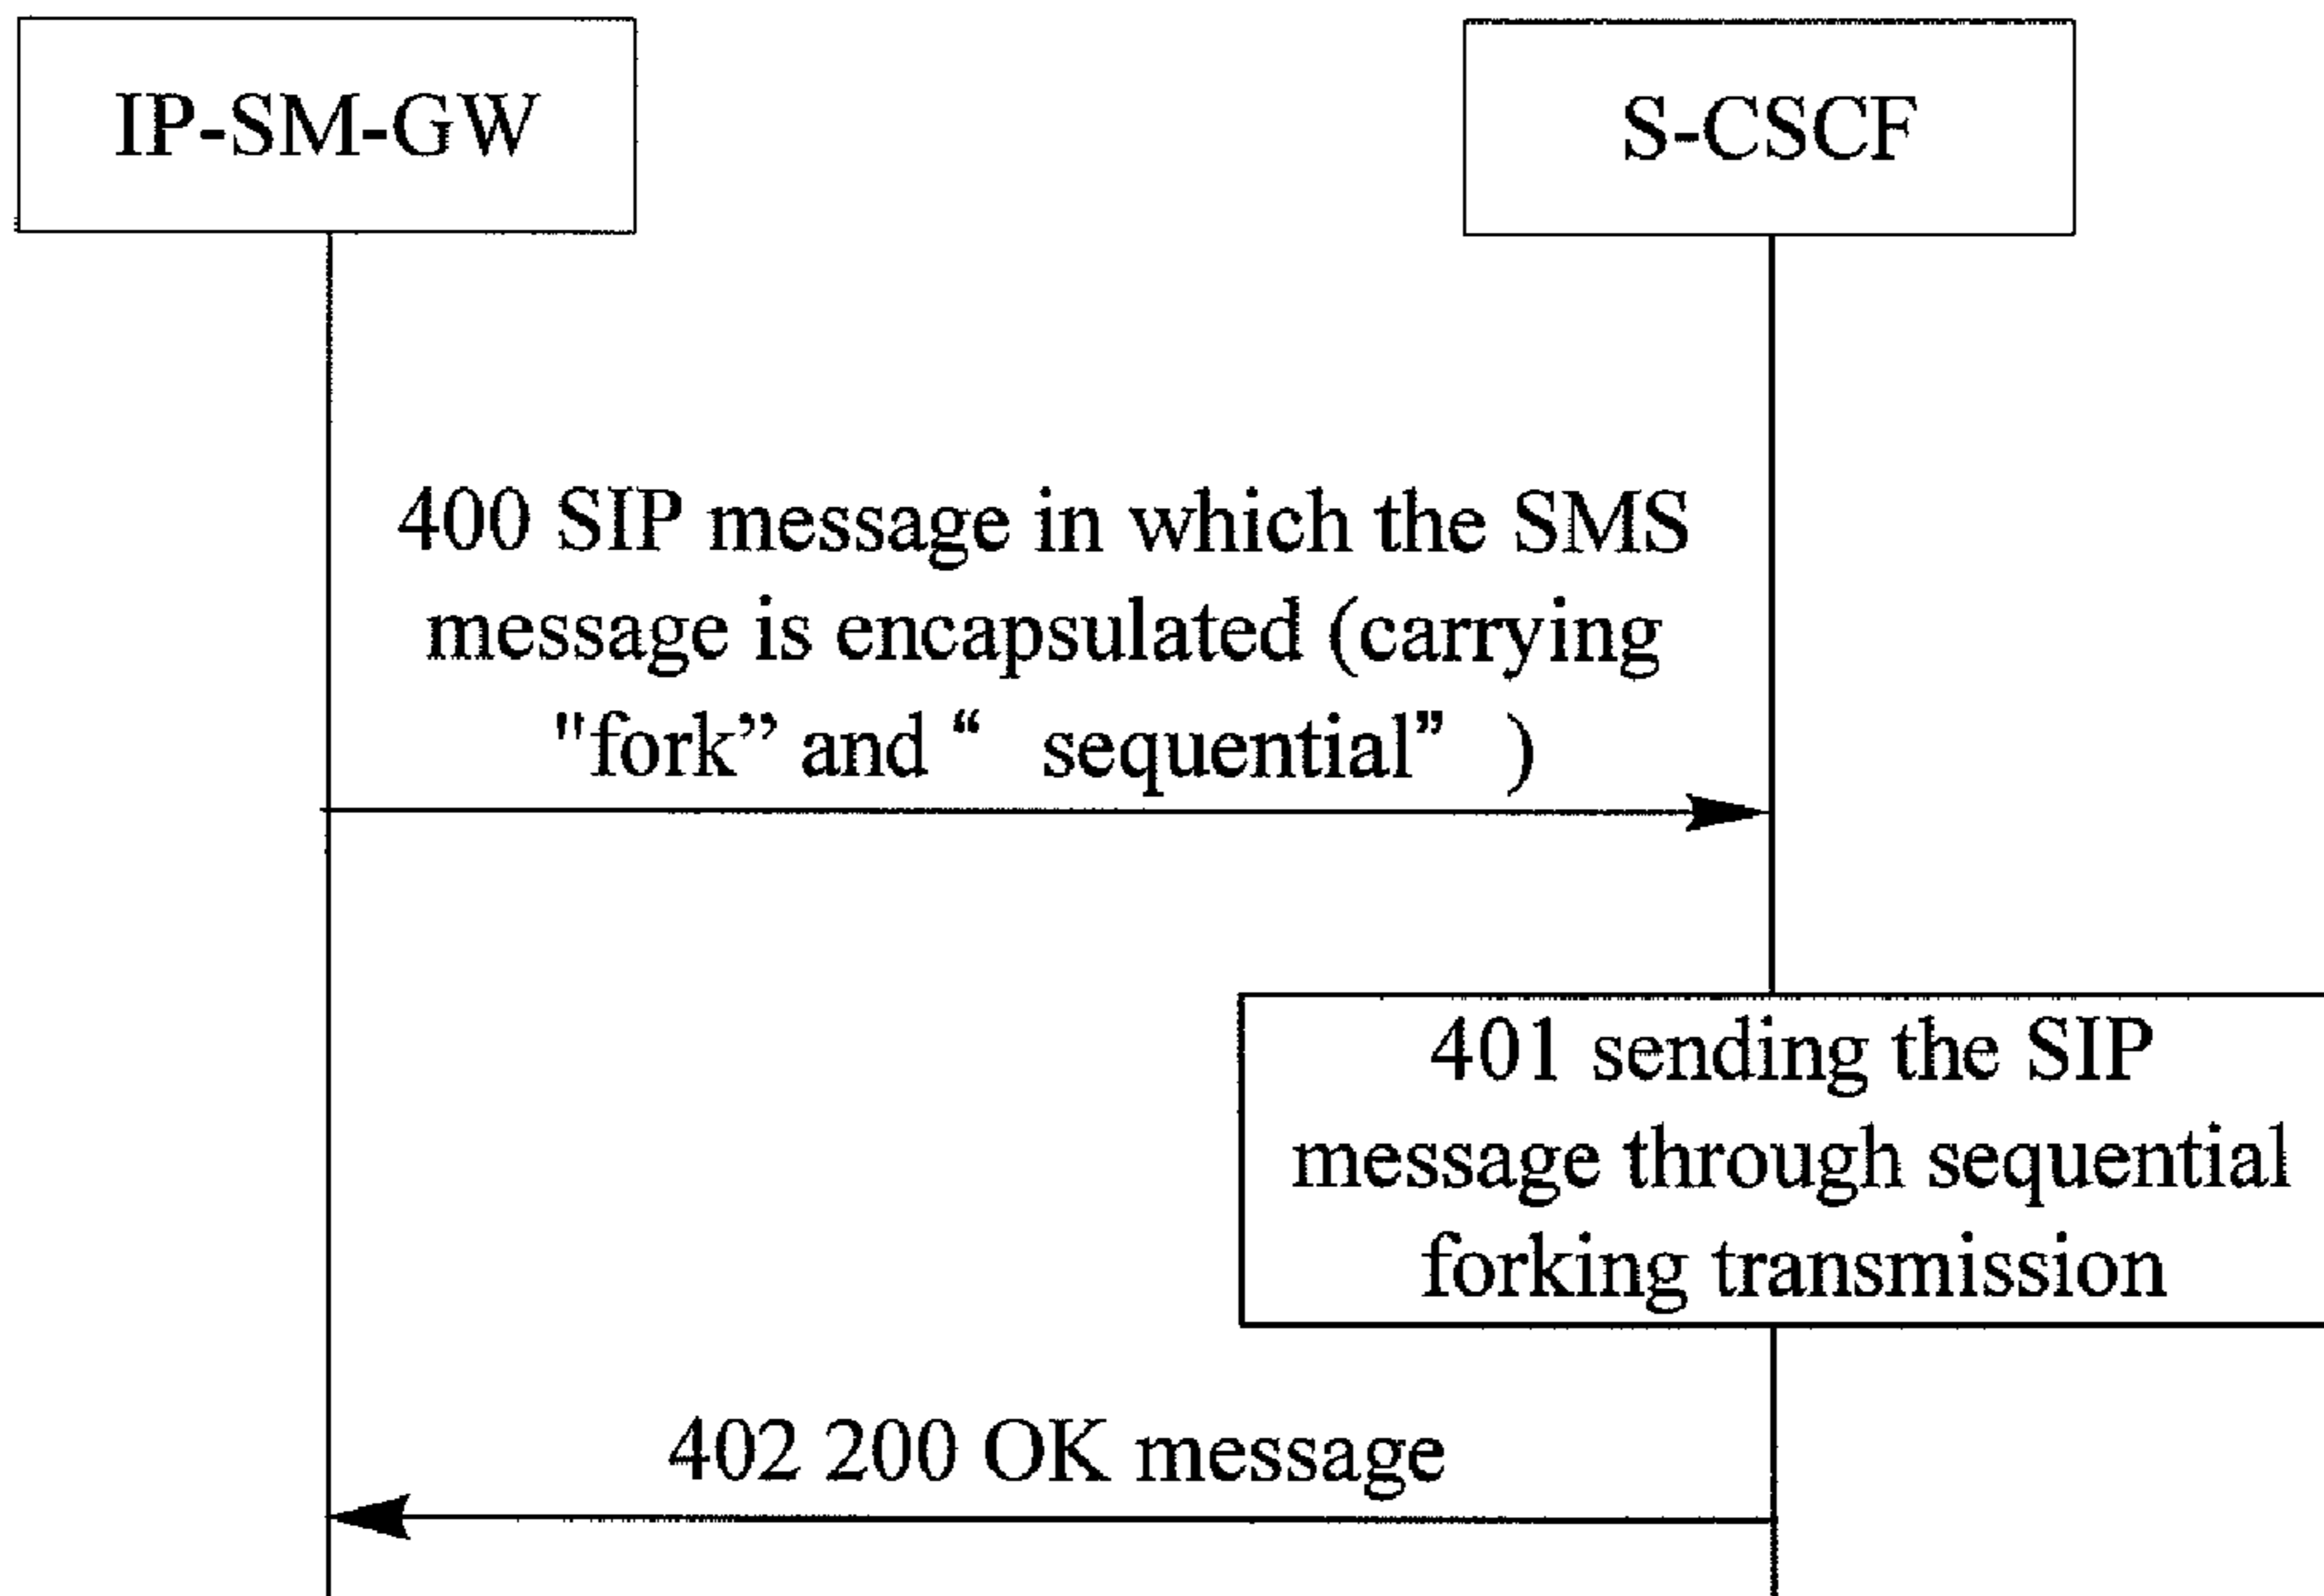 IP-SM-GW
S-CSCF
400 SIP message in which the SMS
message is encapsulated (carrying
"fork” and “ sequential” )
401 sending the SIP
message through sequential
forking transmission
402 200 OK message